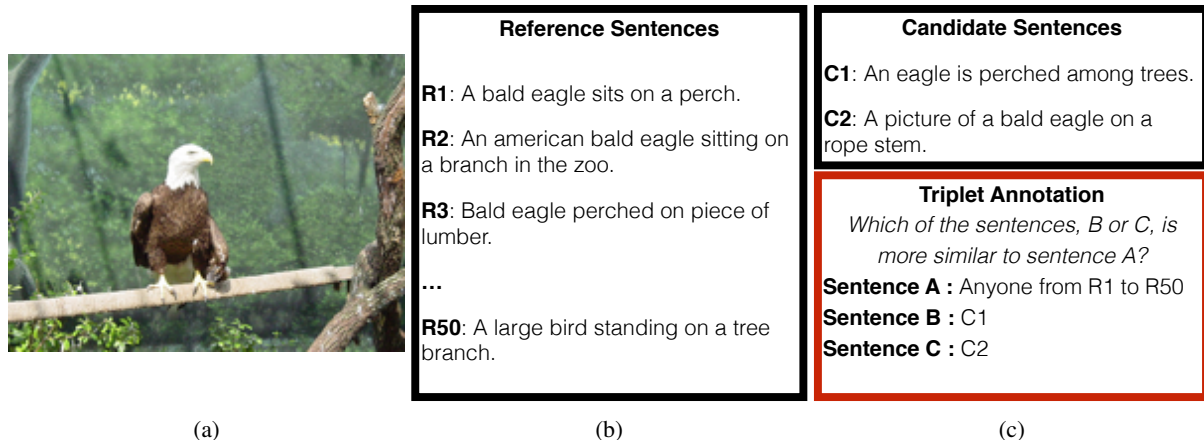 Reference Sentences
R1: A bald eagle sits on a perch.
R2: An american bald eagle sitting on
a branch in the zoo.
R3: Bald eagle perched on piece of
lumber.
...
R50: A large bird standing on a tree
branch.
Candidate Sentences
C1: An eagle is perched among trees.
C2: A picture of a bald eagle on a
rope stem.
Triplet Annotation
Which of the sentences, B or C, is
more similar to sentence A?
Sentence A : Anyone from R1 to R50
Sentence B : C1
Sentence C : C2
(a)
(b)
(c)